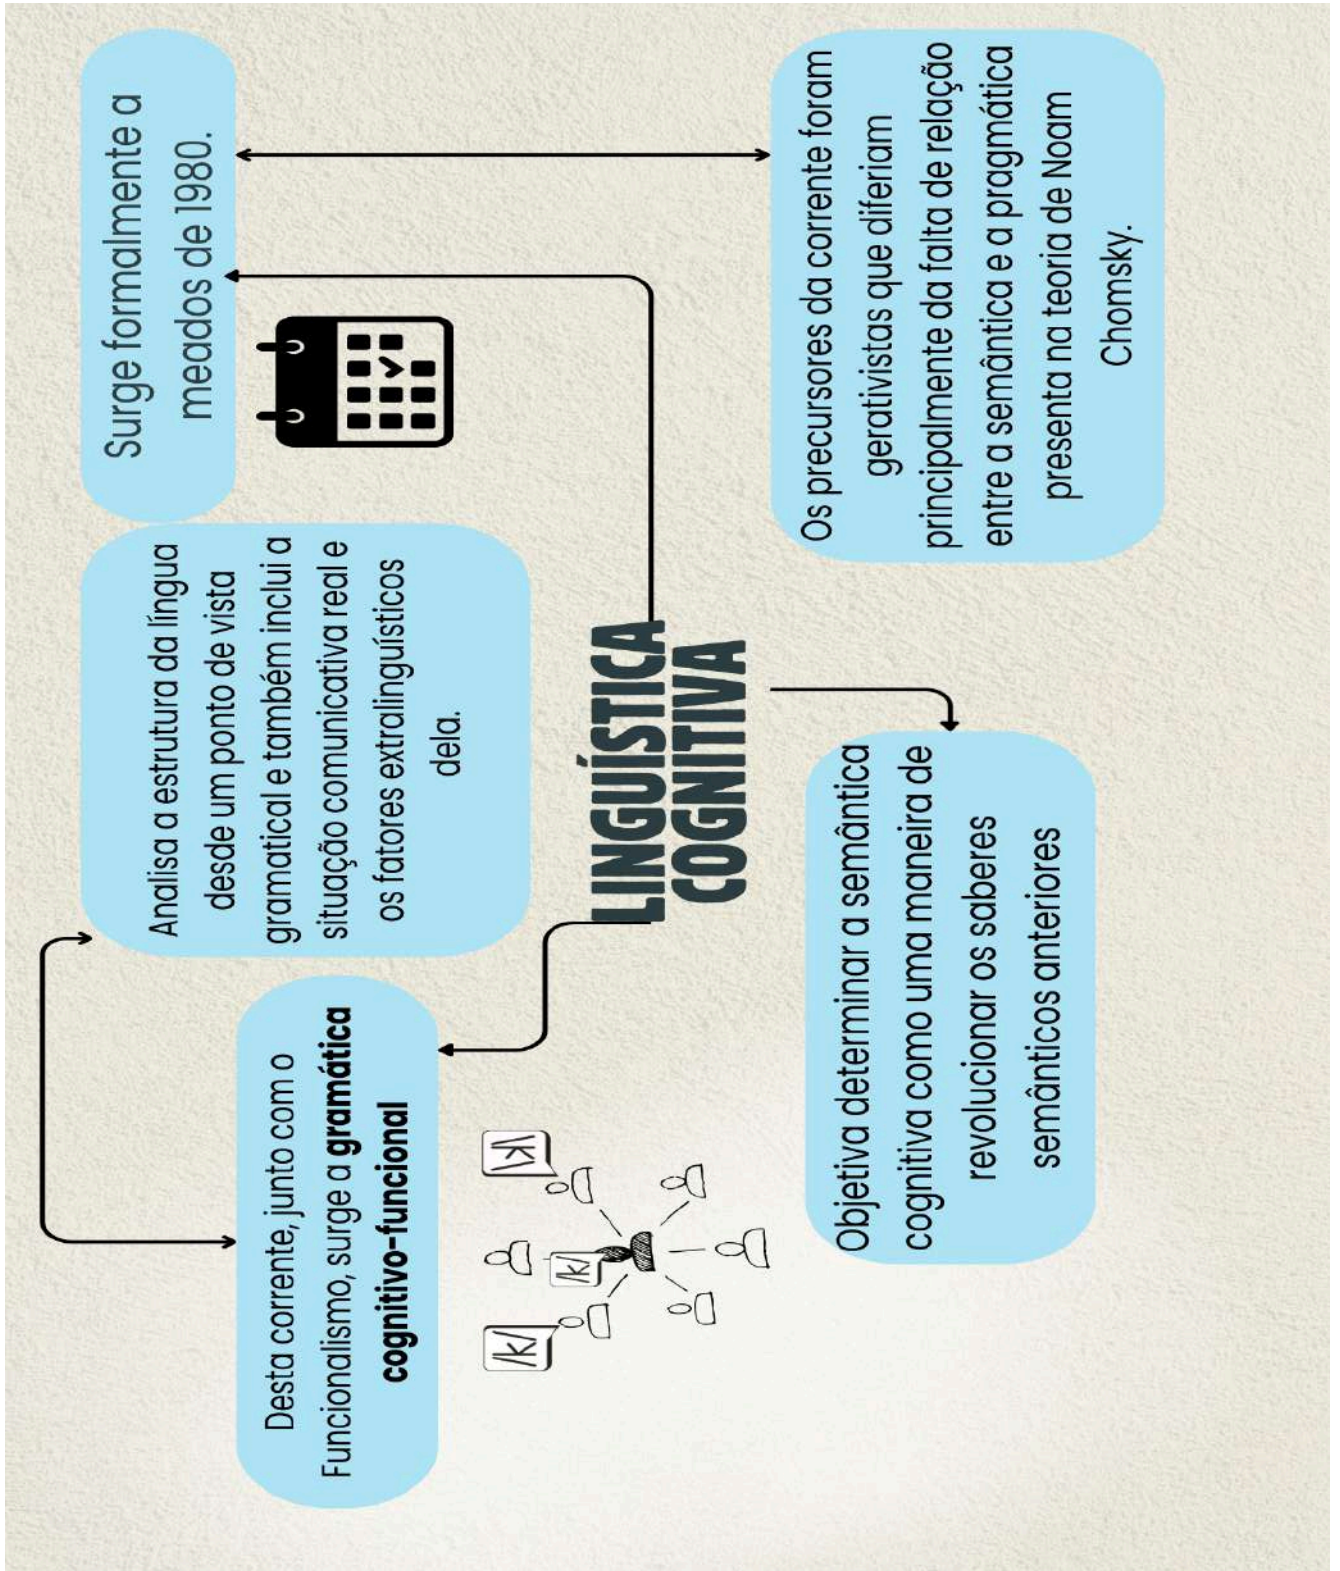 Desta corrente, junto com o
Funcionalismo, surge a gramática
cognitivo-funcional
Analisa a estrutura da língua
desde um ponto de vista
gramatical e também inclui a
situação comunicativa real e
os fatores extralinguísticos
dela.
Surge formalmente a
meados de 1980.
/k/
/k/
/k/
LINGUÍSTICA
COGNITIVA
Objetiva determinar a semântica
cognitiva como uma maneira de
revolucionar os saberes
semânticos anteriores
Os precursores da corrente foram
gerativistas que diferiam
principalmente da falta de relação
entre a semântica e a pragmática
presenta na teoria de Noam
Chomsky.